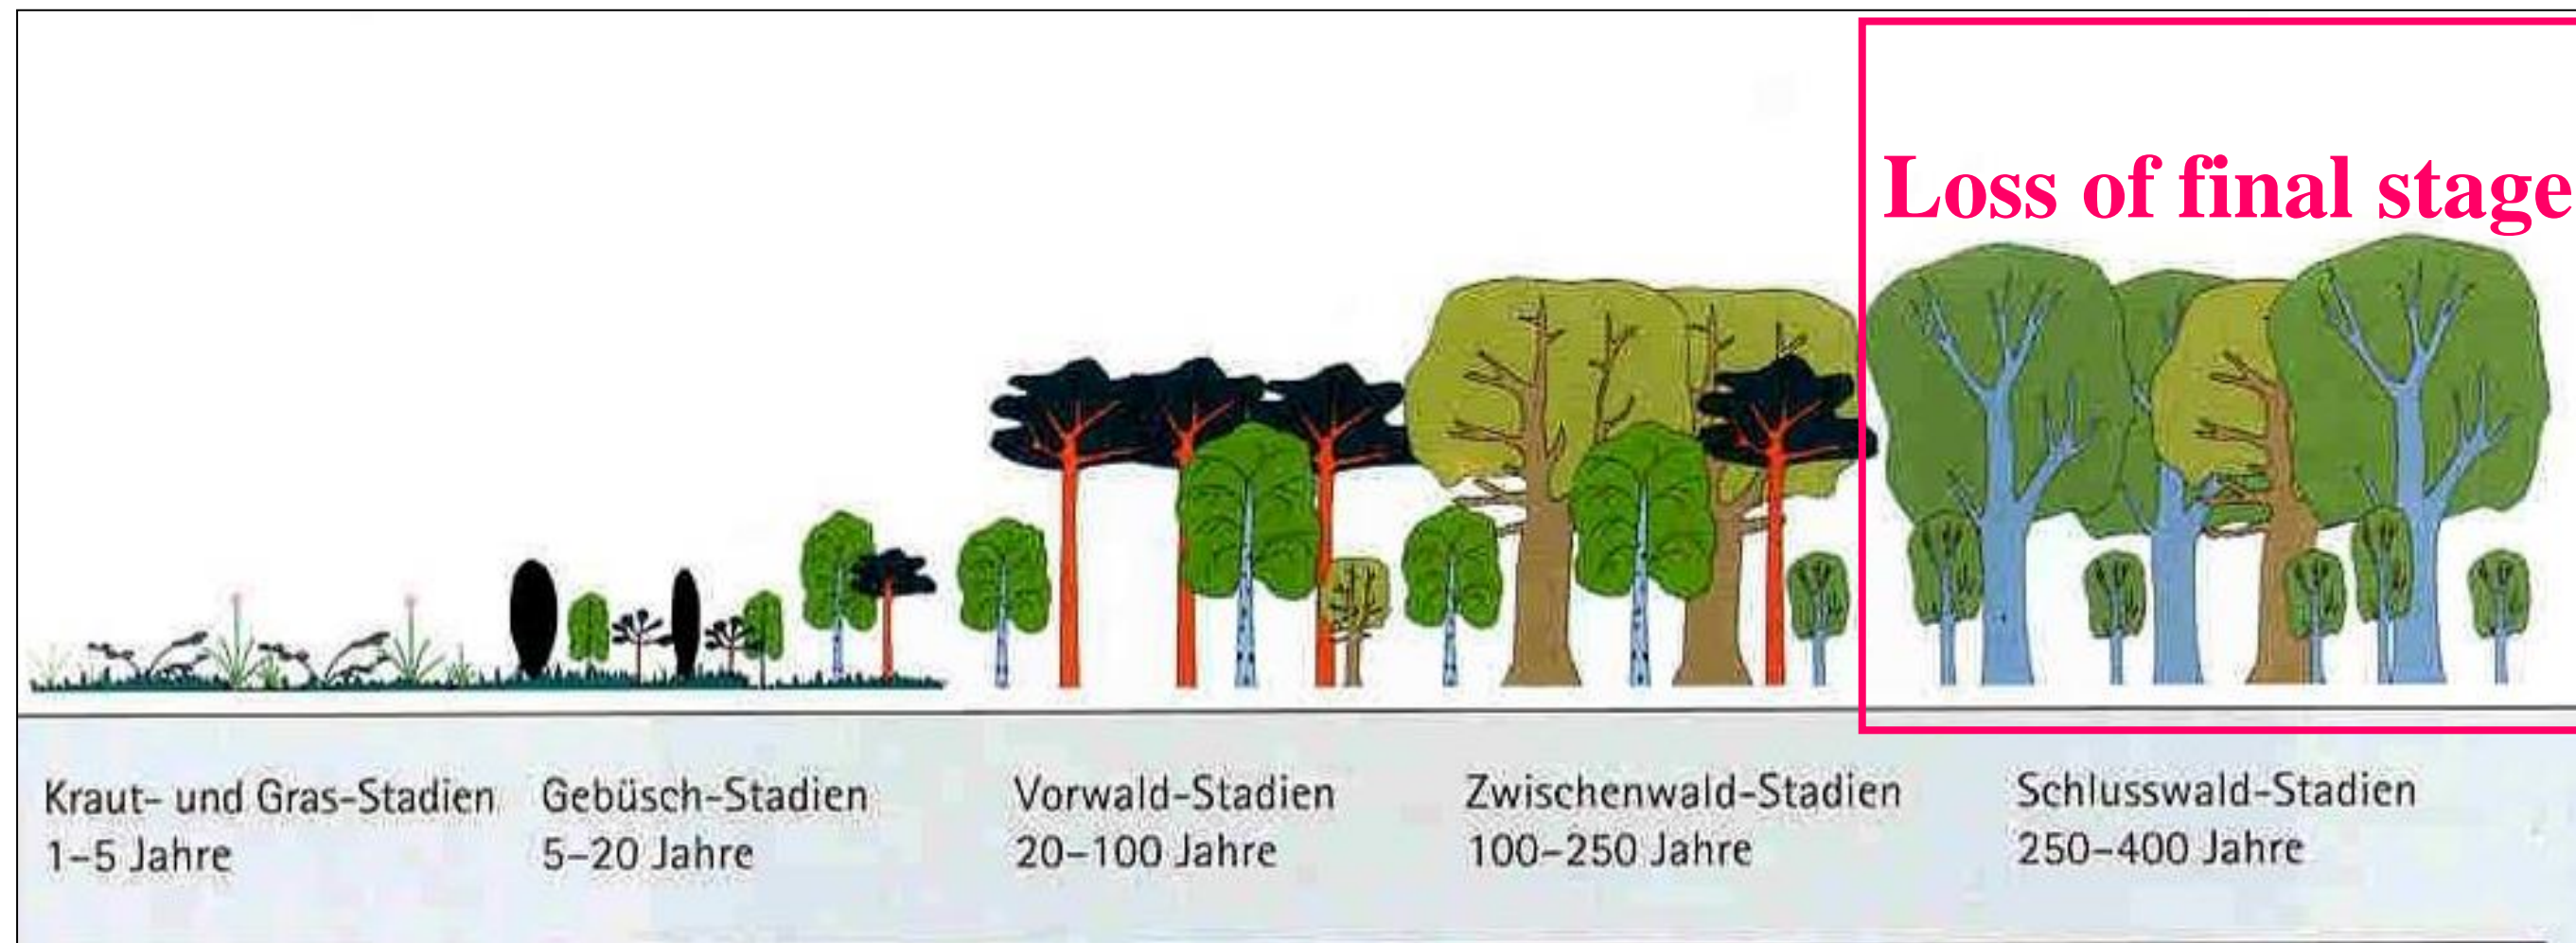 Loss of final stage
Kraut- und Gras-Stadien
1-5 Jahre
Gebüsch-Stadien
5-20 Jahre
Vorwald-Stadien
20-100 Jahre
Zwischenwald-Stadien
100-250 Jahre
Schlusswald-Stadien
250-400 Jahre